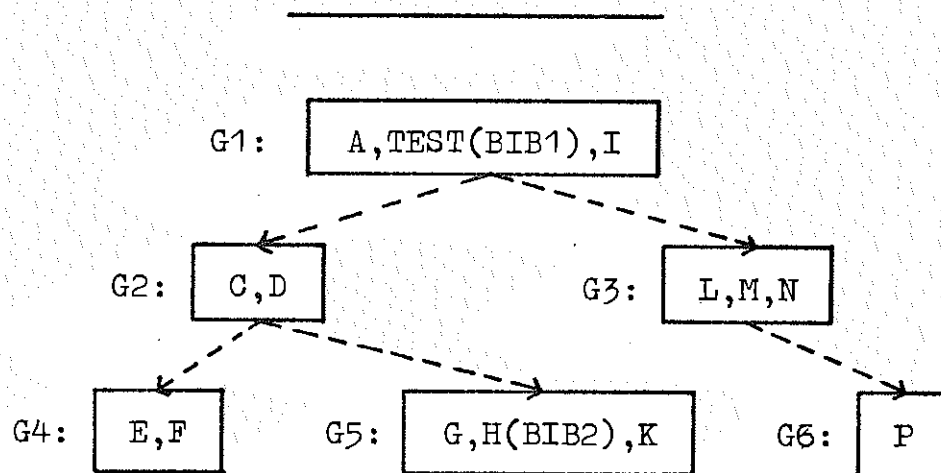 G1: A,TEST(BIB1),I
G2: C,D G3: L,M,N
G4: E,F G5: G,H(BIB2),K G6: P